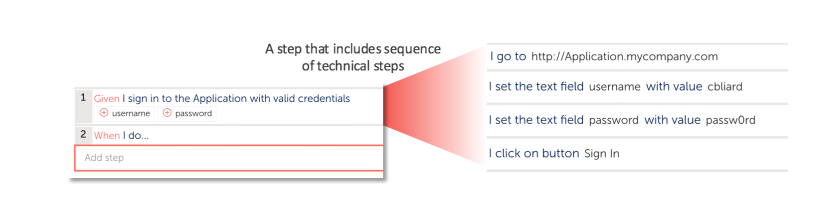 A step that includes sequence
of technical steps
1 Given I sign in to the Application with valid credentials
username password
2 When I do...
Add step
I go to http://Application.mycompany.com
I set the text field username with value cbliard
I set the text field password with value passw0rd
I click on button Sign In